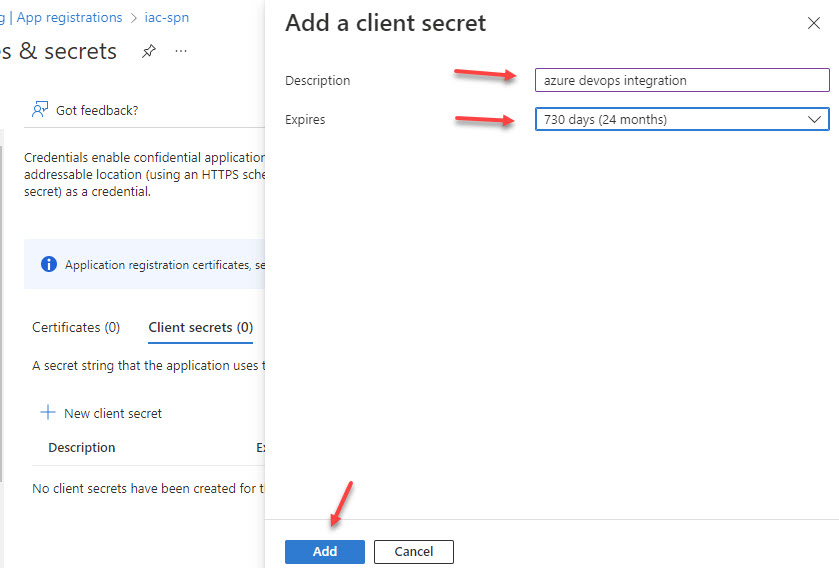 g | App registrations > iac-spn
s & secrets
Got feedback?
Credentials enable confidential application
addressable location (using an HTTPS sche
secret) as a credential.
Application registration certificates, se
Certificates (0) Client secrets (0)
A secret string that the application uses t
New client secret
Description Ex
No client secrets have been created for th
Add a client secret
Description azure devops integration
Expires 730 days (24 months)
Add Cancel